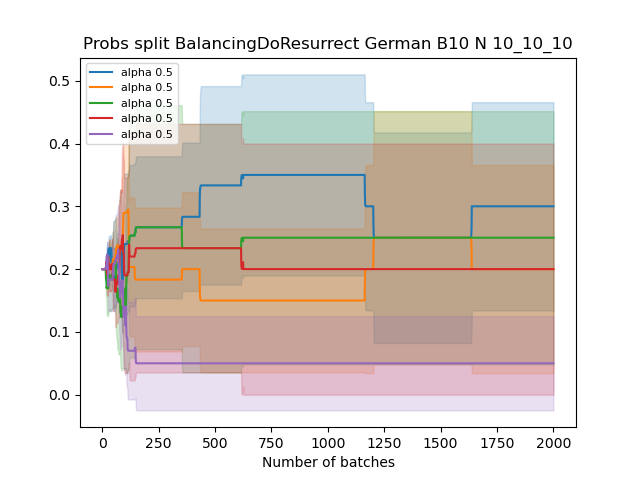 Probs split BalancingDoResurrect German B10 N 10_10_10
alpha 0.5
alpha 0.5
alpha 0.5
alpha 0.5
alpha 0.5
0.5
0.4
0.3
0.2
0.1
0.0
0 250 500 750 1000 1250 1500 1750 2000
Number of batches